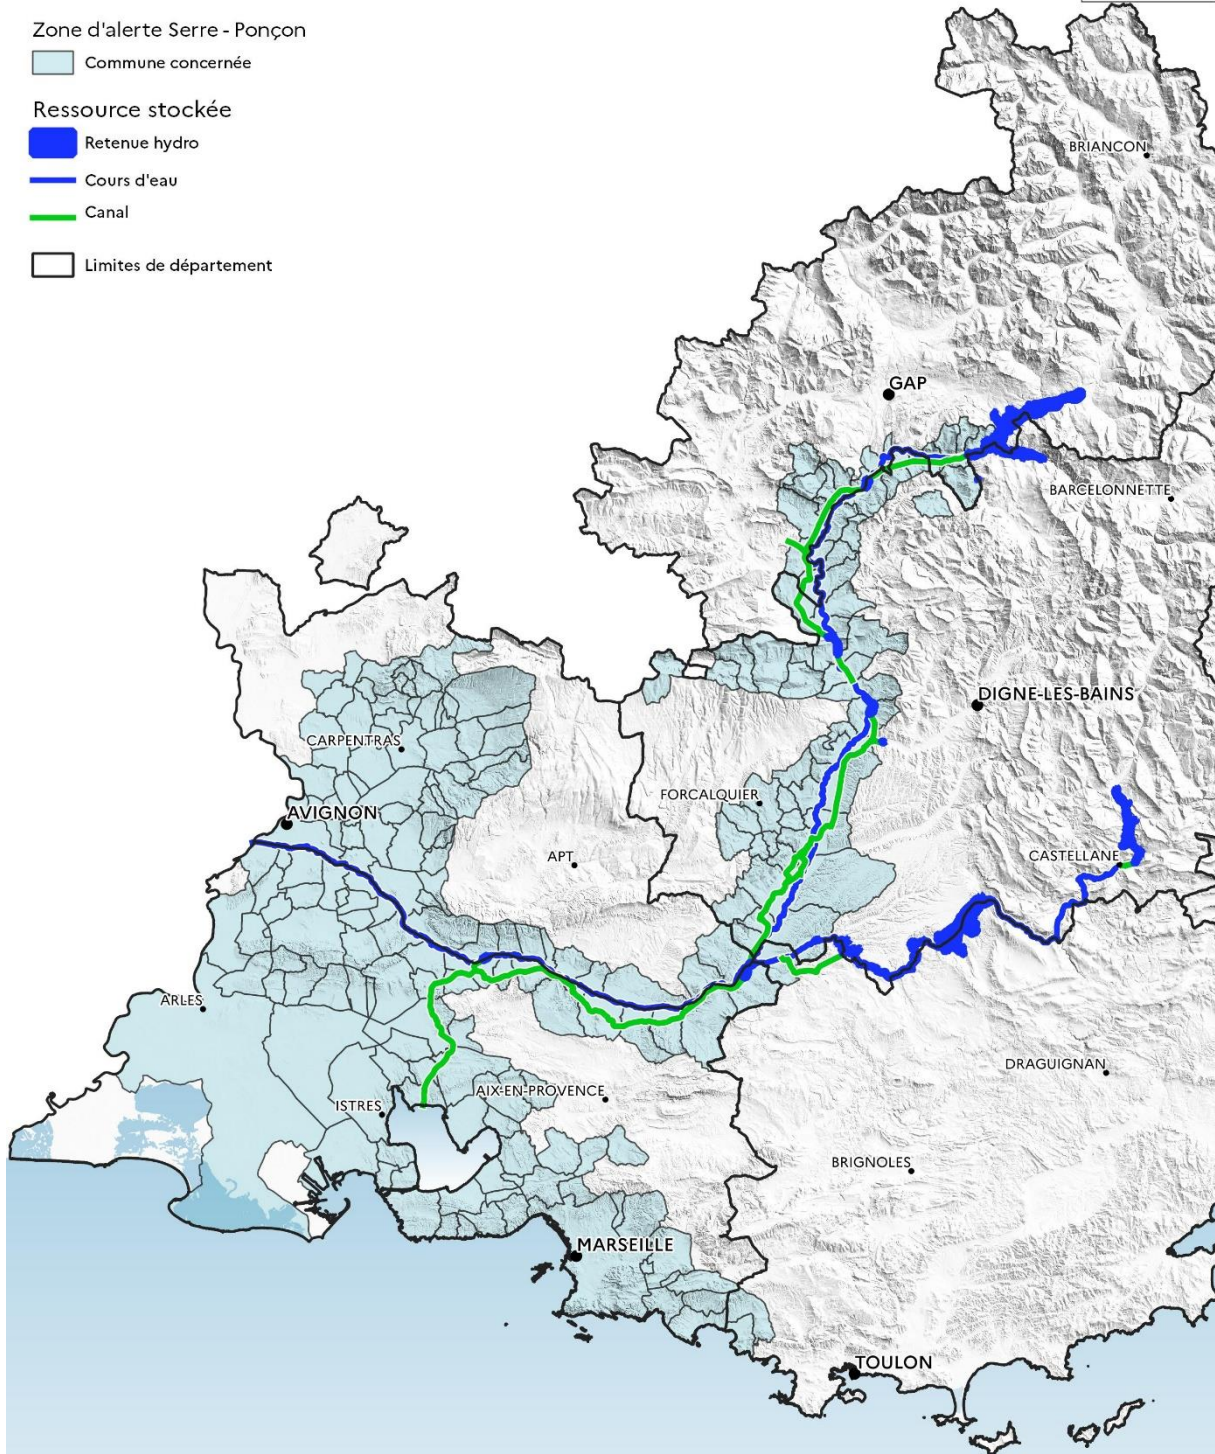 Zone d'alerte Serre - Ponçon
Commune concernée
Ressource stockée
Retenue hydro
Cours d'eau
Canal
Limites de département
BRIANCON
GAP
BARCELONNETTE
DIGNE-LES-BAINS
CARPENTRAS
FORCALQUIER
AVIGNON
APT
CASTELLANE
ARLES
DRAGUIGNAN
AIX-EN-PROVENCE
ISTRES
BRIGNOLES
MARSEILLE
TOULON